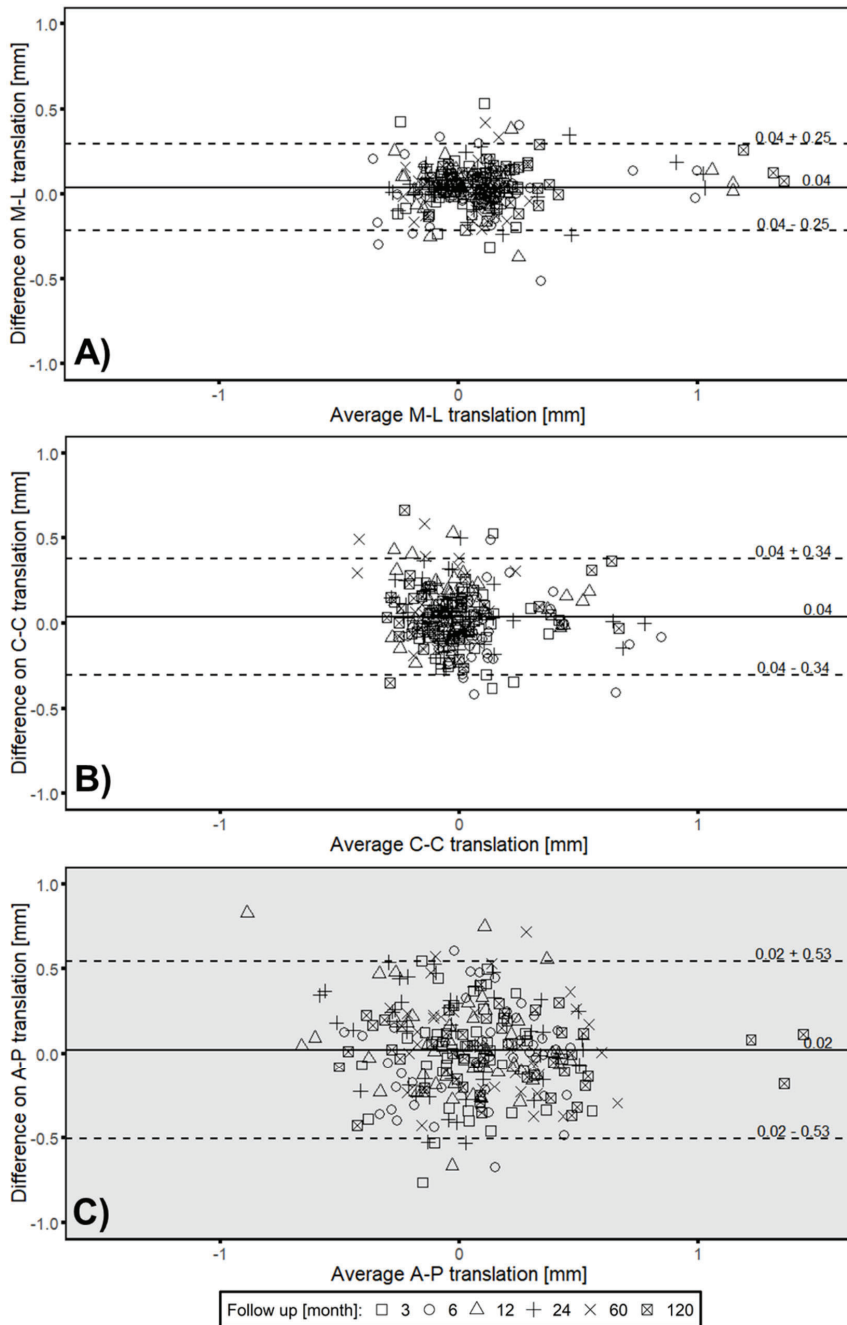 1.0
0.5
0.0
-0.5
-1.0
Difference on M-L translation [mm]
0.04 + 0.25
0.04
0.04 - 0.25
A)
-1 0 1
Average M-L translation [mm]
1.0
0.5
0.0
-0.5
-1.0
Difference on C-C translation [mm]
0.04 + 0.34
0.04
0.04 - 0.34
B)
-1 0 1
Average C-C translation [mm]
1.0
0.5
0.0
-0.5
-1.0
Difference on A-P translation [mm]
0.02 + 0.53
0.02
0.02 - 0.53
C)
-1 0 1
Average A-P translation [mm]
Follow up [month]: 3 6 12 24 60 120